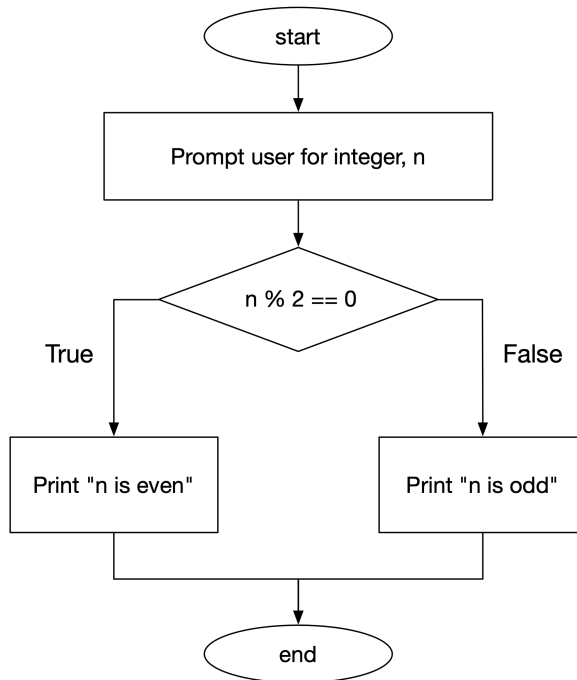 start
Prompt user for integer, n
n % 2 == 0
True
False
Print "n is even"
Print "n is odd"
end